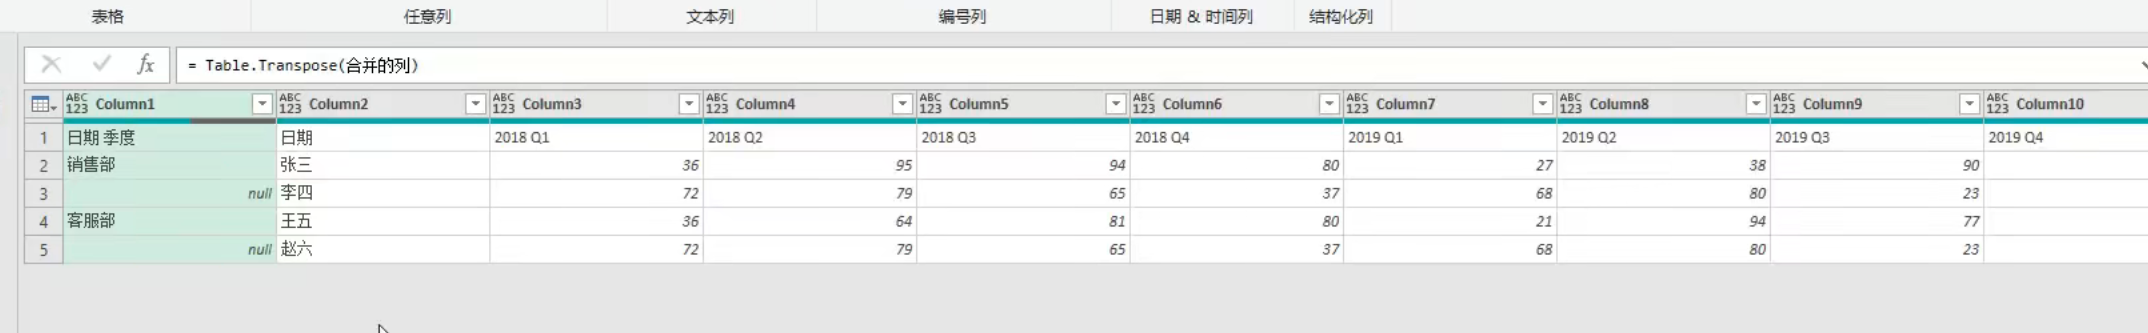 表格 任意列 文本列 编号列 日期 & 时间列 结构化列
fx = Table.Transpose(合并的列)
ABC 123 Column1 ABC 123 Column2 ABC 123 Column3 ABC 123 Column4 ABC 123 Column5 ABC 123 Column6 ABC 123 Column7 ABC 123 Column8 ABC 123 Column9 ABC 123 Column10
1 日期 季度 日期 2018 Q1 2018 Q2 2018 Q3 2018 Q4 2019 Q1 2019 Q2 2019 Q3 2019 Q4
2 销售部 张三 36 95 94 80 27 38 90
3 null 李四 72 79 65 37 68 80 23
4 客服部 王五 36 64 81 80 21 94 77
5 null 赵六 72 79 65 37 68 80 23